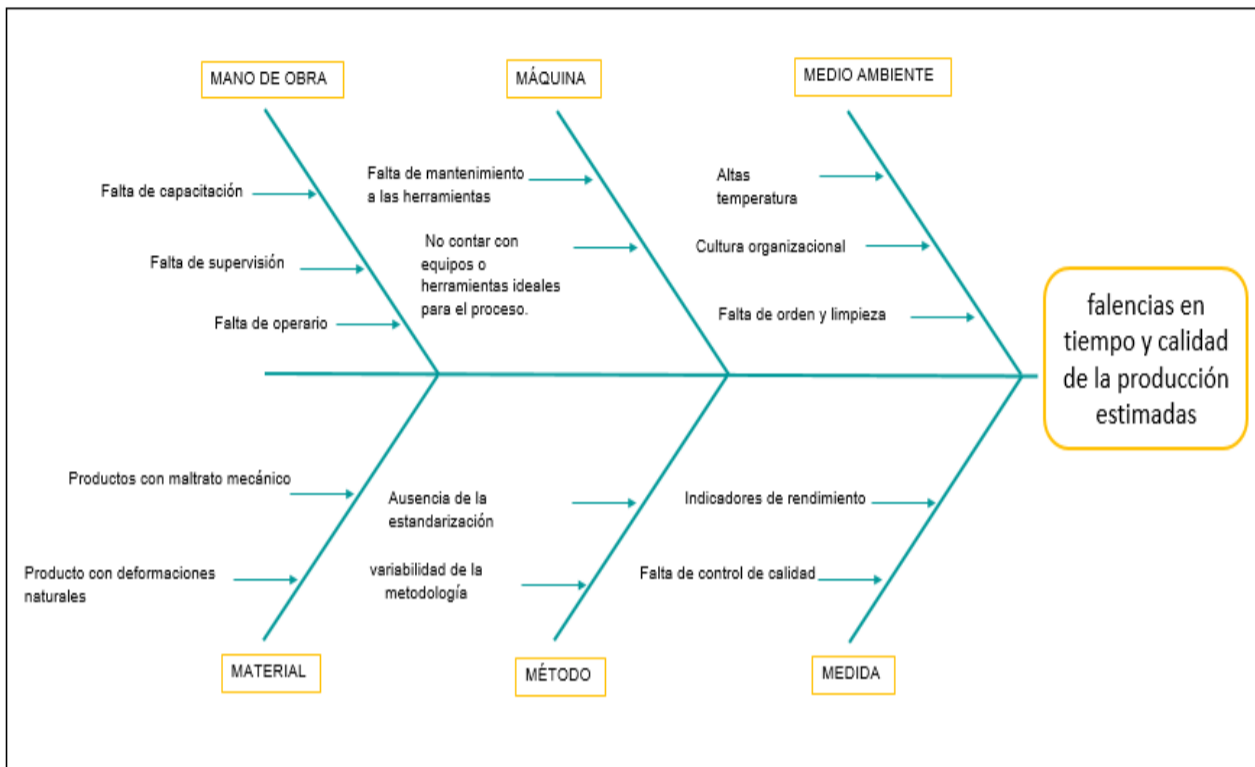 MANO DE OBRA
MÁQUINA
MEDIO AMBIENTE
Falta de capacitación
Falta de supervisión
Falta de operario
Falta de mantenimiento
a las herramientas
No contar con
equipos o
herramientas ideales
para el proceso.
Altas
temperatura
Cultura organizacional
Falta de orden y limpieza
falencias en
tiempo y calidad
de la producción
estimadas
Productos con maltrato mecánico
Producto con deformaciones
naturales
Ausencia de la
estandarización
variabilidad de la
metodología
Indicadores de rendimiento
Falta de control de calidad
MATERIAL
MÉTODO
MEDIDA